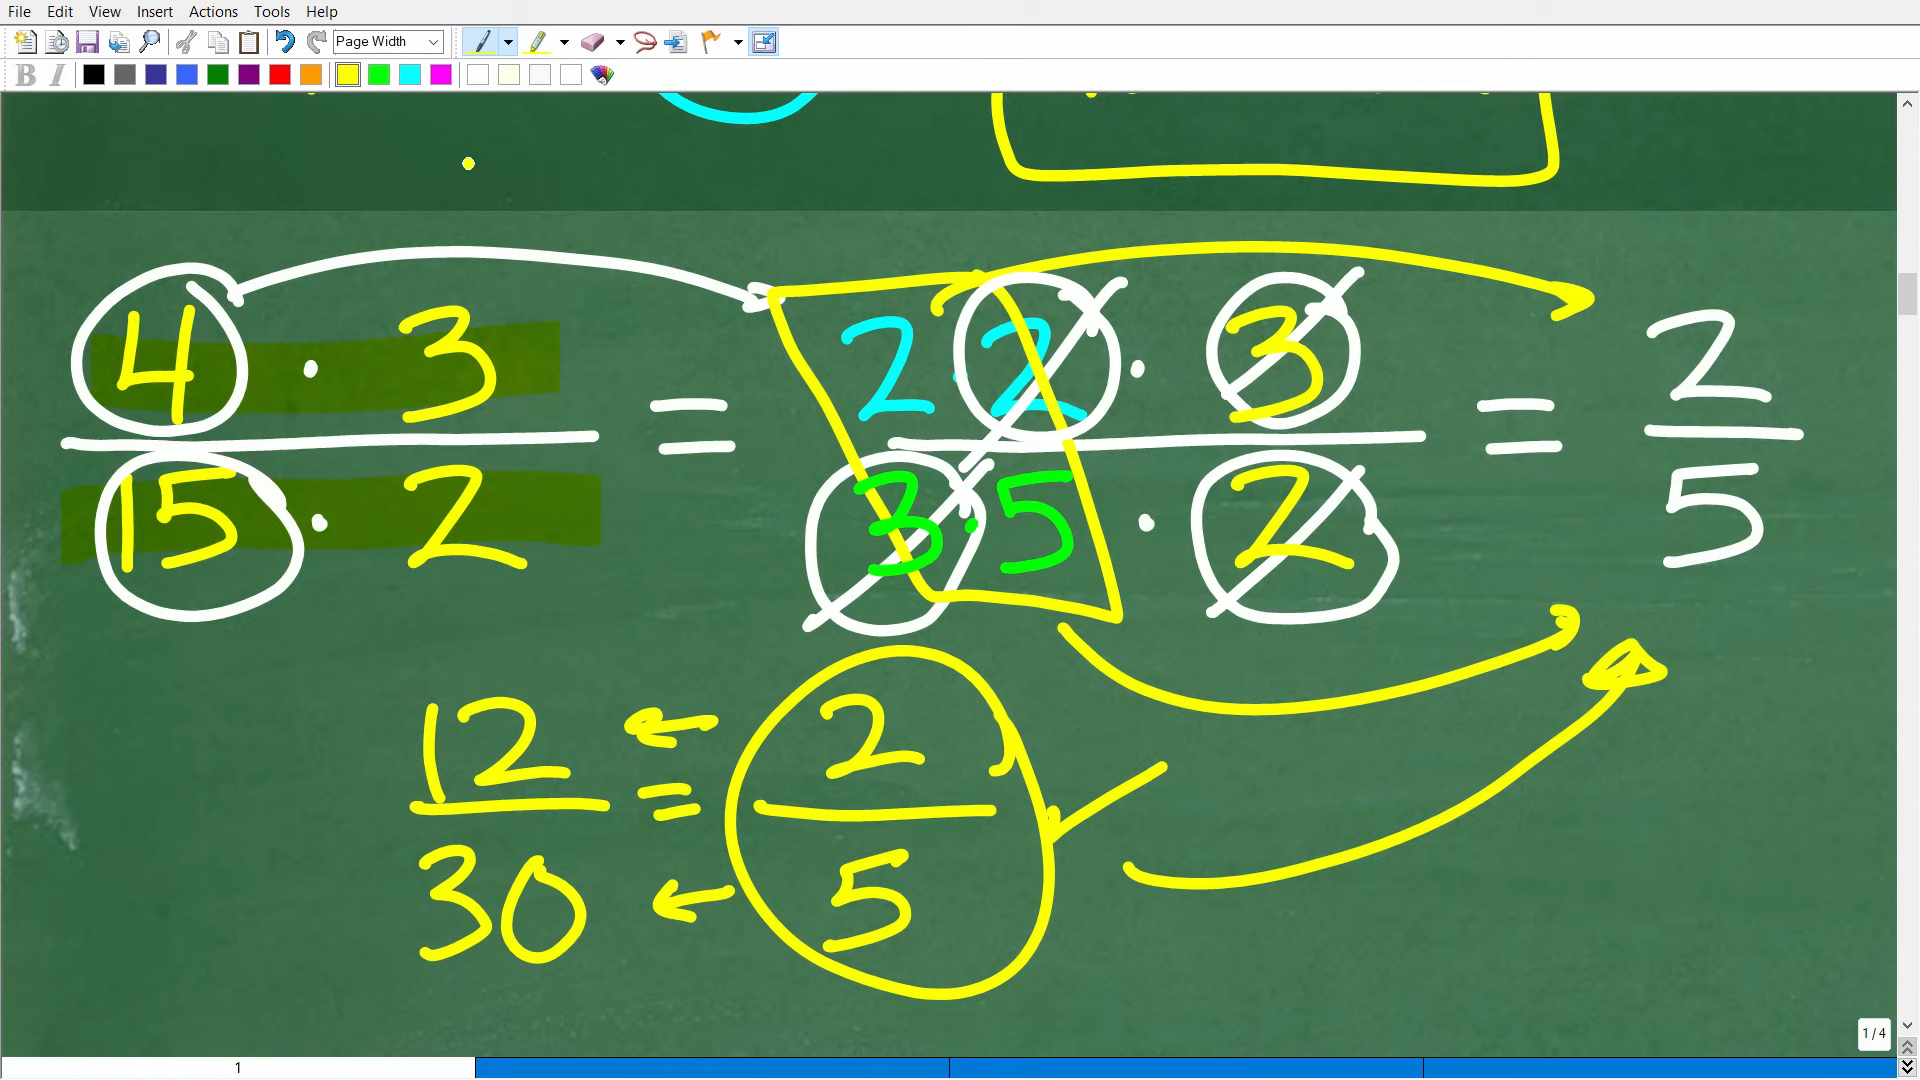 File Edit View Insert Actions Tools Help
Page Width
B I
4 · 3 = 2 · 2 · 3 = 2
15 · 2 3 · 5 · 2 5
12 = 2
30 5
1 / 4
1